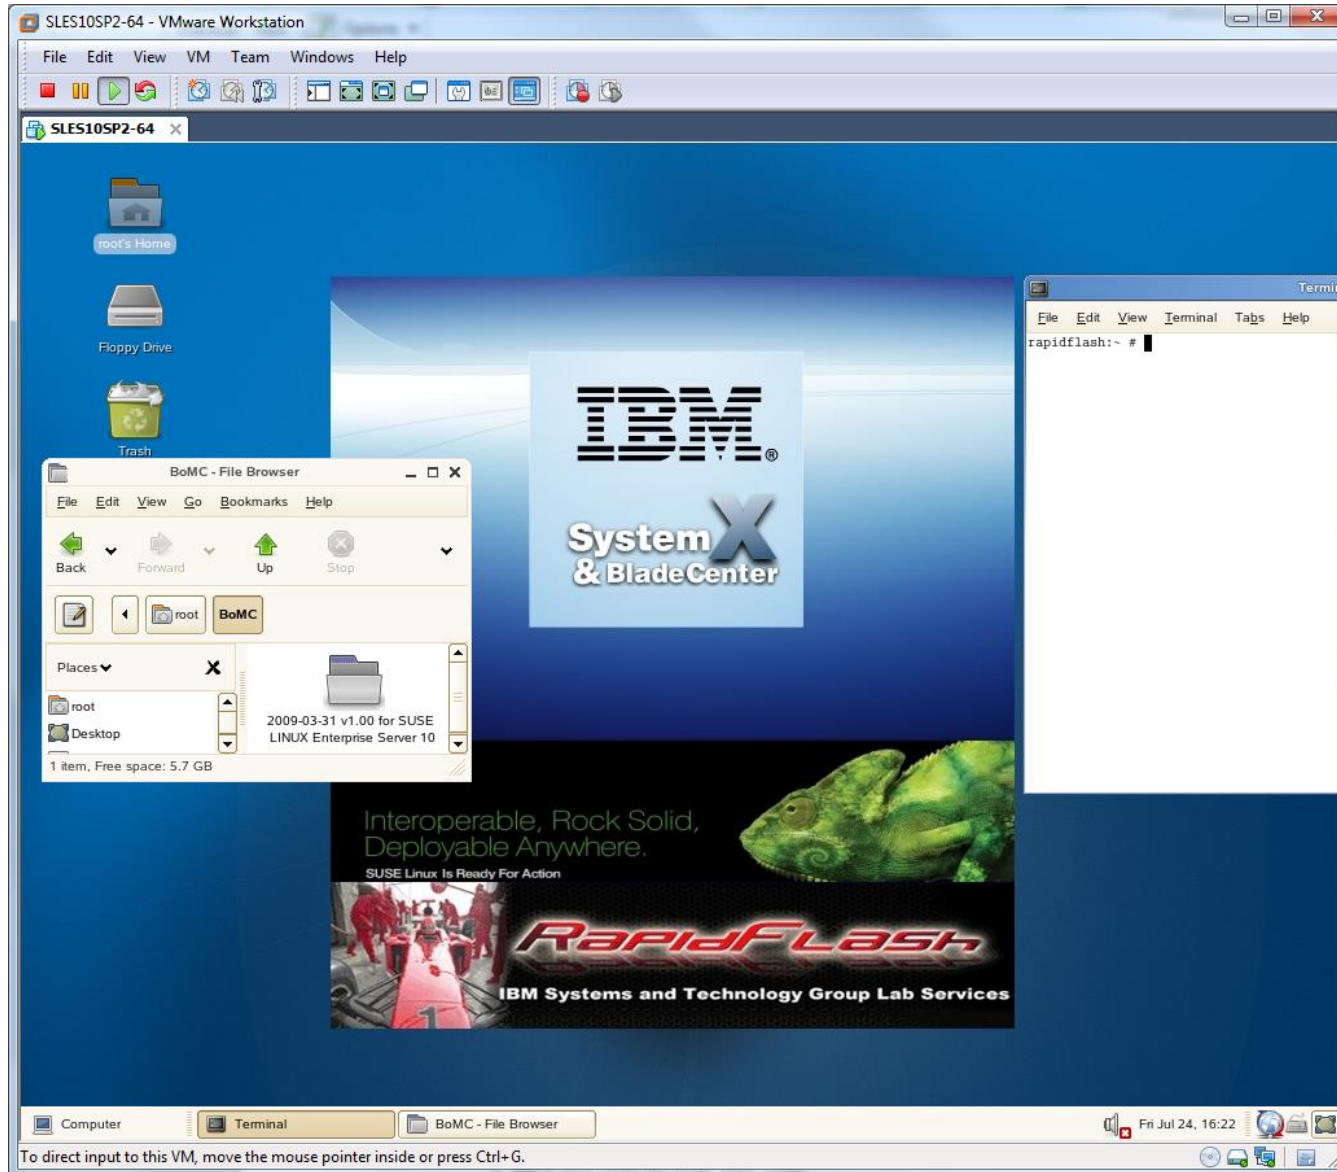 SLES10SP2-64 - VMware Workstation
File Edit View VM Team Windows Help
SLES10SP2-64
root's Home
Floppy Drive
Trash
BoMC - File Browser
File Edit View Go Bookmarks Help
Back Forward Up Stop
root BoMC
Places
root
Desktop
2009-03-31 v1.00 for SUSE
LINUX Enterprise Server 10
1 item, Free space: 5.7 GB
IBM®
System X
& BladeCenter
Interoperable, Rock Solid,
Deployable Anywhere.
SUSE Linux Is Ready For Action
RapidFlash
IBM Systems and Technology Group Lab Services
1
Termi
File Edit View Terminal Tabs Help
rapidflash:~ #
Computer Terminal BoMC - File Browser Fri Jul 24, 16:22
To direct input to this VM, move the mouse pointer inside or press Ctrl+G.